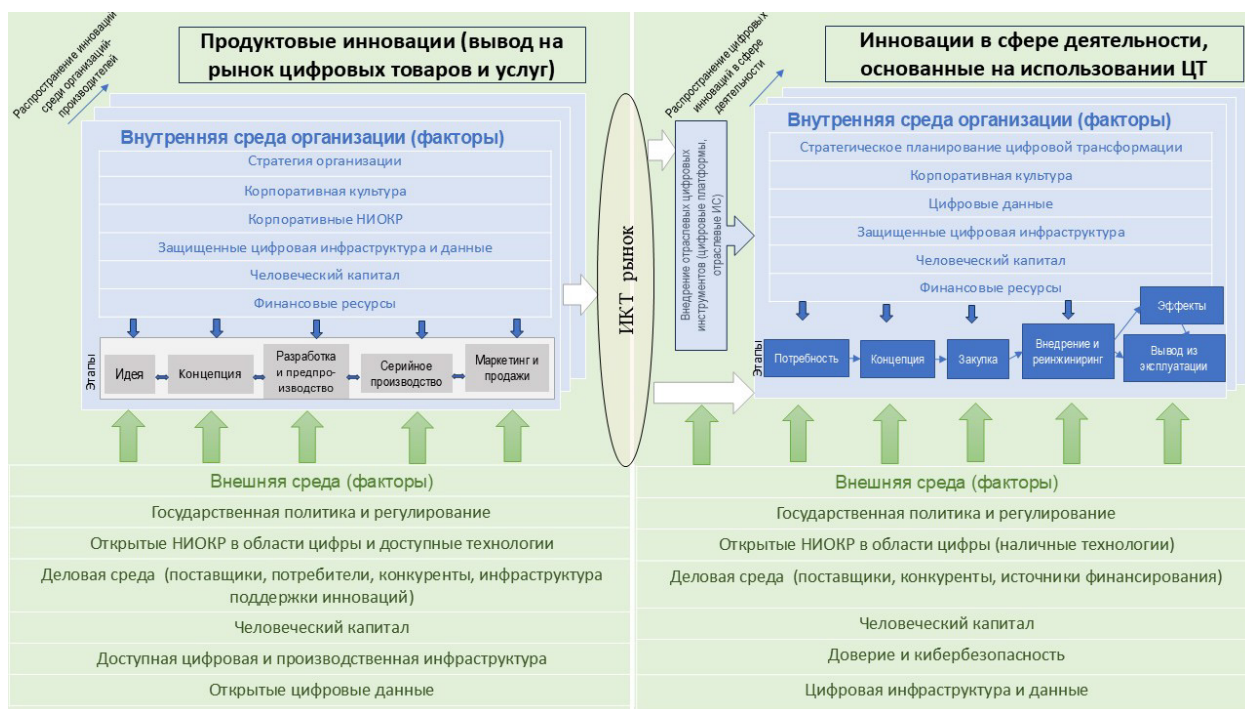 Распространение инноваций
среди организаций-
производителей
Продуктовые инновации (вывод на
рынок цифровых товаров и услуг)
Внутренняя среда организации (факторы)
Стратегия организации
Корпоративная культура
Корпоративные НИОКР
Защищенные цифровая инфраструктура и данные
Человеческий капитал
Финансовые ресурсы
Этапы
Идея
Концепция
Разработка
и предпро-
изводство
Серийное
производство
Маркетинг и
продажи
Внешняя среда (факторы)
Государственная политика и регулирование
Открытые НИОКР в области цифры и доступные технологии
Деловая среда (поставщики, потребители, конкуренты, инфраструктура
поддержки инноваций)
Человеческий капитал
Доступная цифровая и производственная инфраструктура
Открытые цифровые данные
ИКТ рынок
Распространение цифровых
инноваций в сфере
деятельности
Инновации в сфере деятельности,
основанные на использовании ЦТ
Внедрение отраслевых цифровых
инструментов (цифровые платформы,
отраслевые ИС)
Внутренняя среда организации (факторы)
Стратегическое планирование цифровой трансформации
Корпоративная культура
Цифровые данные
Защищенные цифровая инфраструктура
Человеческий капитал
Финансовые ресурсы
Этапы
Потребность
Концепция
Закупка
Внедрение и
реинжиниринг
Эффекты
Вывод из
эксплуатации
Внешняя среда (факторы)
Государственная политика и регулирование
Открытые НИОКР в области цифры (наличные технологии)
Деловая среда (поставщики, конкуренты, источники финансирования)
Человеческий капитал
Доверие и кибербезопасность
Цифровая инфраструктура и данные